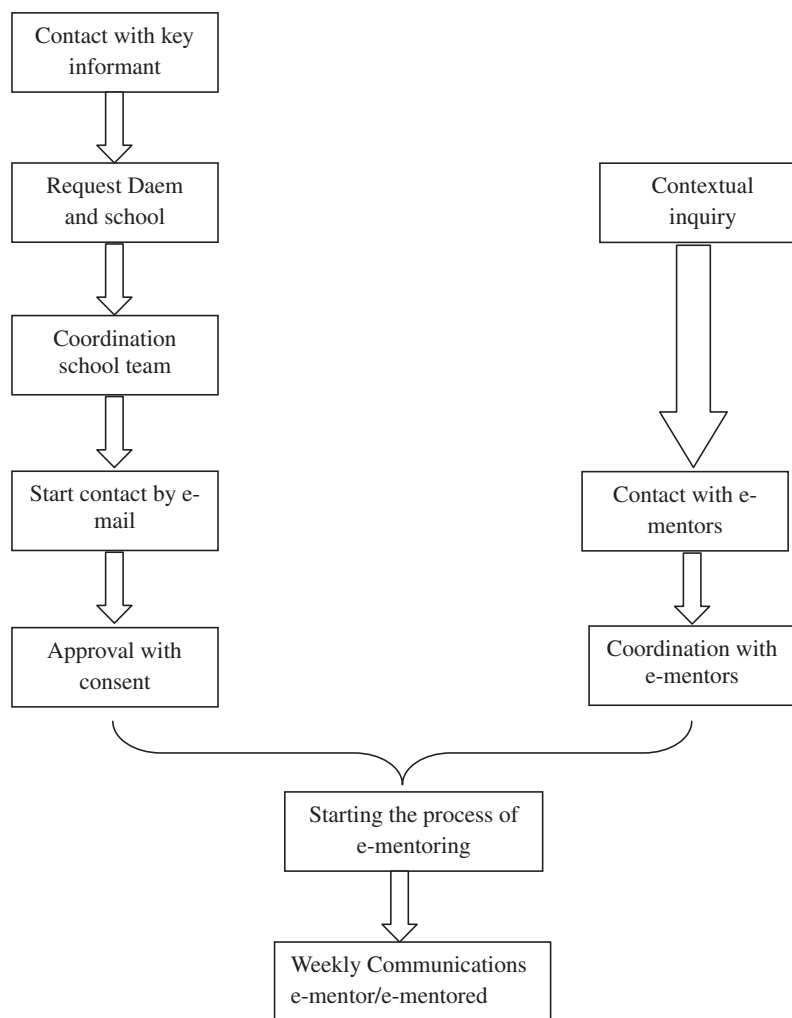 Contact with key
informant
Request Daem
and school
Contextual
inquiry
Coordination
school team
Start contact by e-
mail
Contact with e-
mentors
Approval with
consent
Coordination with
e-mentors
Starting the process of
e-mentoring
Weekly Communications
e-mentor/e-mentored